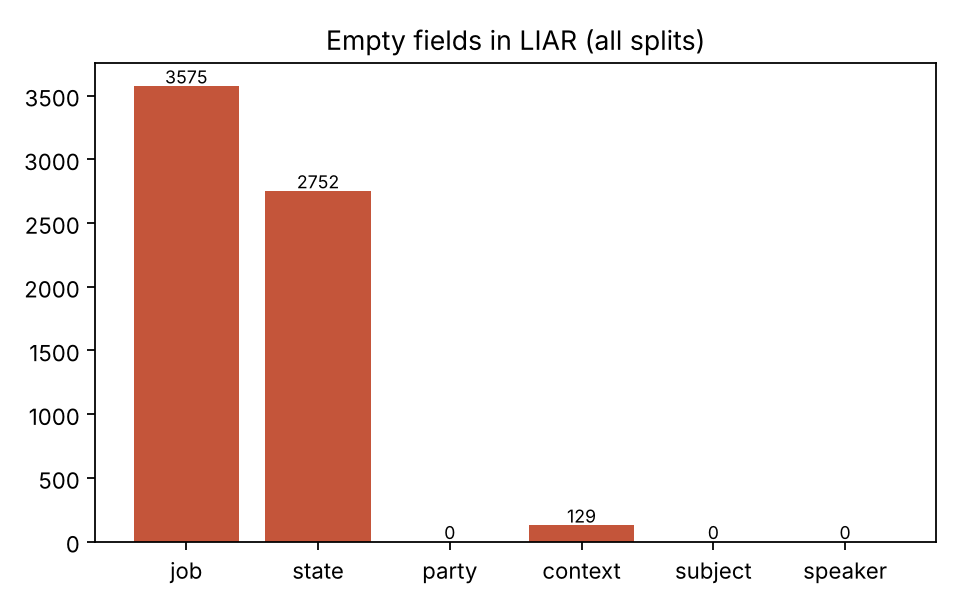 Empty fields in LIAR (all splits)
3575
3500
3000
2752
2500
2000
1500
1000
500
129
0
0
0
0
job
state
party
context
subject
speaker